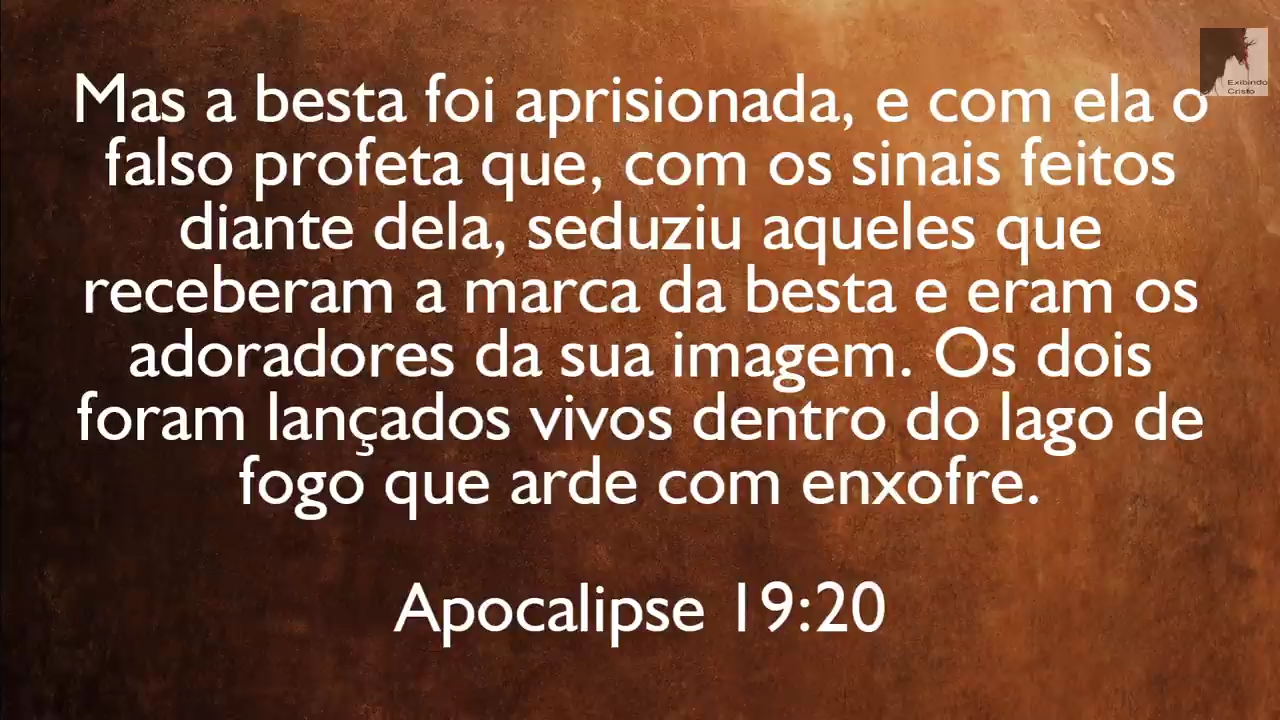 Mas a besta foi aprisionada, e com ela o
falso profeta que, com os sinais feitos
diante dela, seduziu aqueles que
receberam a marca da besta e eram os
adoradores da sua imagem. Os dois
foram lançados vivos dentro do lago de
fogo que arde com enxofre.
Apocalipse 19:20
Exibindo
Cristo